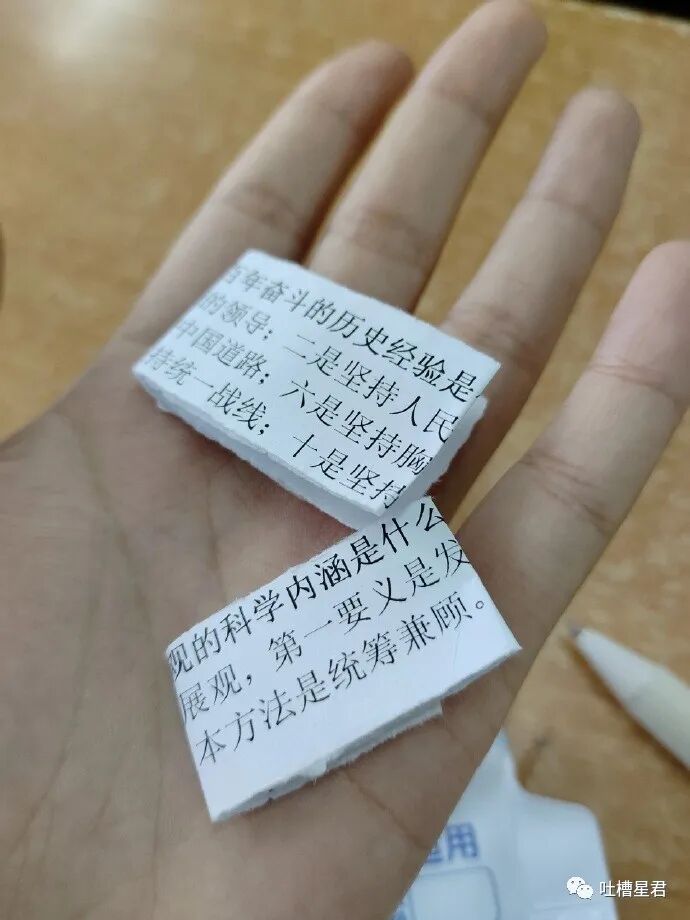 百年奋斗的历史经验是
的领导；二是坚持人民
中国道路；六是坚持胸
持统一战线；十是坚持
观的科学内涵是什么
展观，第一要义是发
本方法是统筹兼顾。
用
吐槽星君